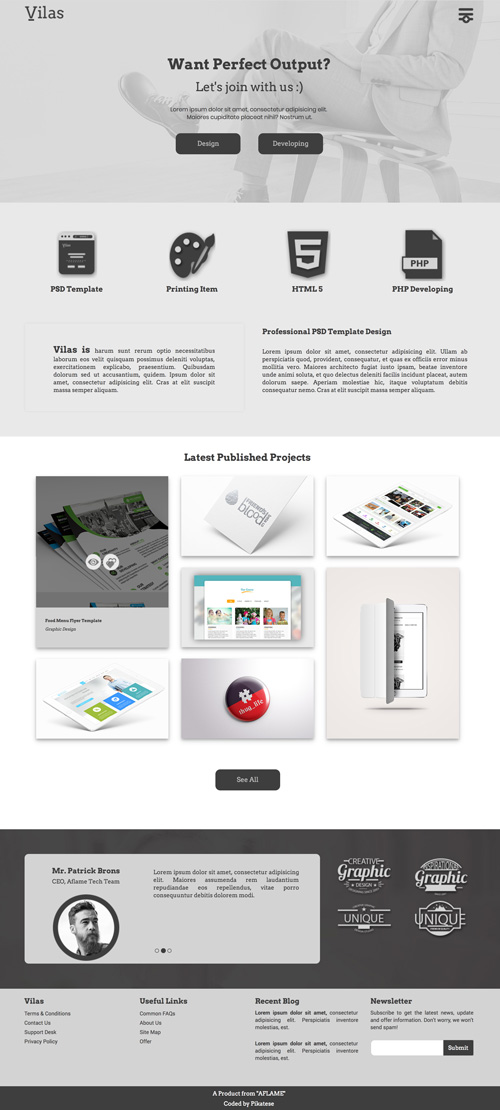 Vilas
Want Perfect Output?
Let's join with us :)
Lorem ipsum dolor sit amet, consectetur adipisicing elit.
Maiores cupiditate placeat nihil? Nostrum ut.
Design
Developing
Vilas
PHP
PSD Template
Printing Item
HTML 5
PHP Developing
Vilas is harum sunt rerum optio necessitatibus
laborum eos velit quisquam possimus deleniti voluptas,
exercitationem explicabo, praesentium. Quibusdam
dolorum sed ut accusantium, quidem. Ipsum dolor sit
amet, consectetur adipisicing elit. Cras at elit suscipit
massa semper aliquam.
Professional PSD Template Design
Lorem ipsum dolor sit amet, consectetur adipisicing elit. Ullam ab
perspiciatis quod, provident, consequatur, et quas ex officiis error minus
mollitia vero. Maiores architecto fugiat iusto ipsam, beatae inventore
unde animi soluta, et quo delectus deleniti facilis incidunt placeat, autem
dolorum saepe. Aperiam molestiae hic, itaque voluptatum debitis
consequatur nemo. Cras at elit suscipit massa semper aliquam.
Latest Published Projects
blood
Food Menu Flyer Template
Graphic Design
thug_life
See All
Mr. Patrick Brons
CEO, Aflame Tech Team
Lorem ipsum dolor sit amet, consectetur adipisicing
elit. Maiores assumenda rem laudantium
repudiandae eos repellendus, vitae porro
consequuntur debitis dolorem modi.
CREATIVE
Graphic
DESIGN
INSPIRATIONAL
Graphic
UNIQUE
UNIQUE
Vilas
Terms & Conditions
Contact Us
Support Desk
Privacy Policy
Useful Links
Common FAQs
About Us
Site Map
Offer
Recent Blog
Lorem ipsum dolor sit amet, consectetur
adipisicing elit. Perspiciatis inventore
molestias, est.
Lorem ipsum dolor sit amet, consectetur
adipisicing elit. Perspiciatis inventore
molestias, est.
Newsletter
Subscribe to get the latest news, update
and offer information. Don't worry, we won't
send spam!
Submit
A Product from "AFLAME"
Coded by Pikatese